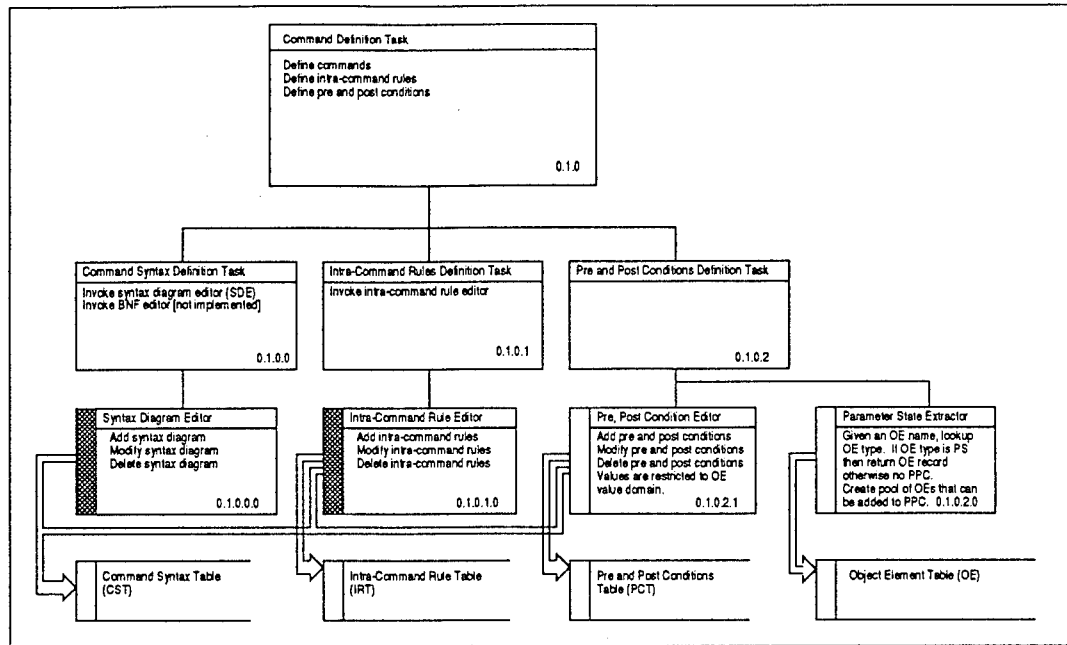 Command Definition Task
Define commands
Define intra-command rules
Define pre and post conditions
0.1.0
Command Syntax Definition Task
Invoke syntax diagram editor (SDE)
Invoke BNF editor [not implemented]
0.1.0.0
Intra-Command Rules Definition Task
Invoke intra-command rule editor
0.1.0.1
Pre and Post Conditions Definition Task
0.1.0.2
Syntax Diagram Editor
Add syntax diagram
Modify syntax diagram
Delete syntax diagram
0.1.0.0.0
Intra-Command Rule Editor
Add intra-command rules
Modify intra-command rules
Delete intra-command rules
0.1.0.1.0
Pre, Post Condition Editor
Add pre and post conditions
Modify pre and post conditions
Delete pre and post conditions
Values are restricted to OE
value domain.
0.1.0.2.1
Parameter State Extractor
Given an OE name, lookup
OE type. If OE type is PS
then return OE record
otherwise no PPC.
Create pool of OEs that can
be added to PPC. 0.1.0.2.0
Command Syntax Table
(CST)
Intra-Command Rule Table
(IRT)
Pre and Post Conditions
Table (PCT)
Object Element Table (OE)